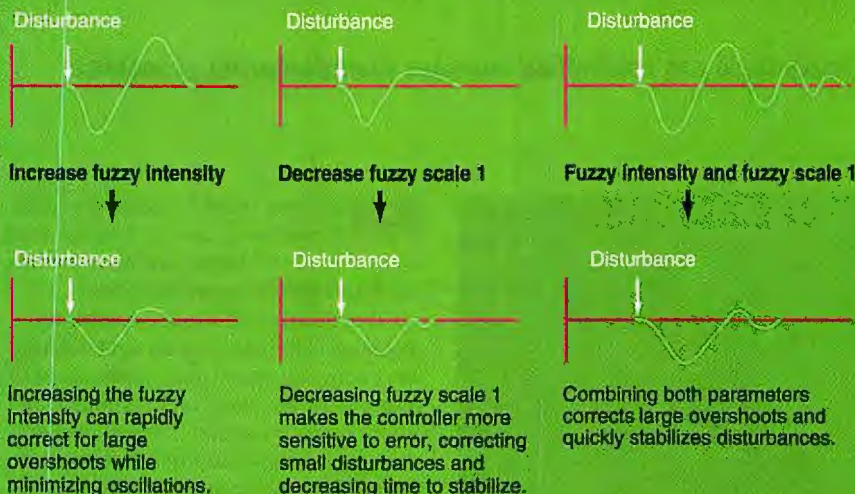 Disturbance
Disturbance
Disturbance
Increase fuzzy intensity
Decrease fuzzy scale 1
Fuzzy intensity and fuzzy scale 1
Disturbance
Disturbance
Disturbance
Increasing the fuzzy
intensity can rapidly
correct for large
overshoots while
minimizing oscillations.
Decreasing fuzzy scale 1
makes the controller more
sensitive to error, correcting
small disturbances and
decreasing time to stabilize.
Combining both parameters
corrects large overshoots and
quickly stabilizes disturbances.